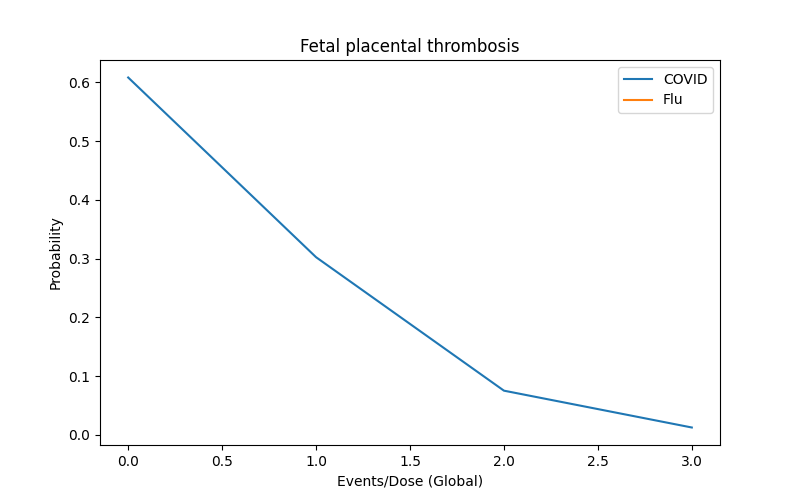 Fetal placental thrombosis
COVID
Flu
Probability
0.6
0.5
0.4
0.3
0.2
0.1
0.0
0.0 0.5 1.0 1.5 2.0 2.5 3.0
Events/Dose (Global)